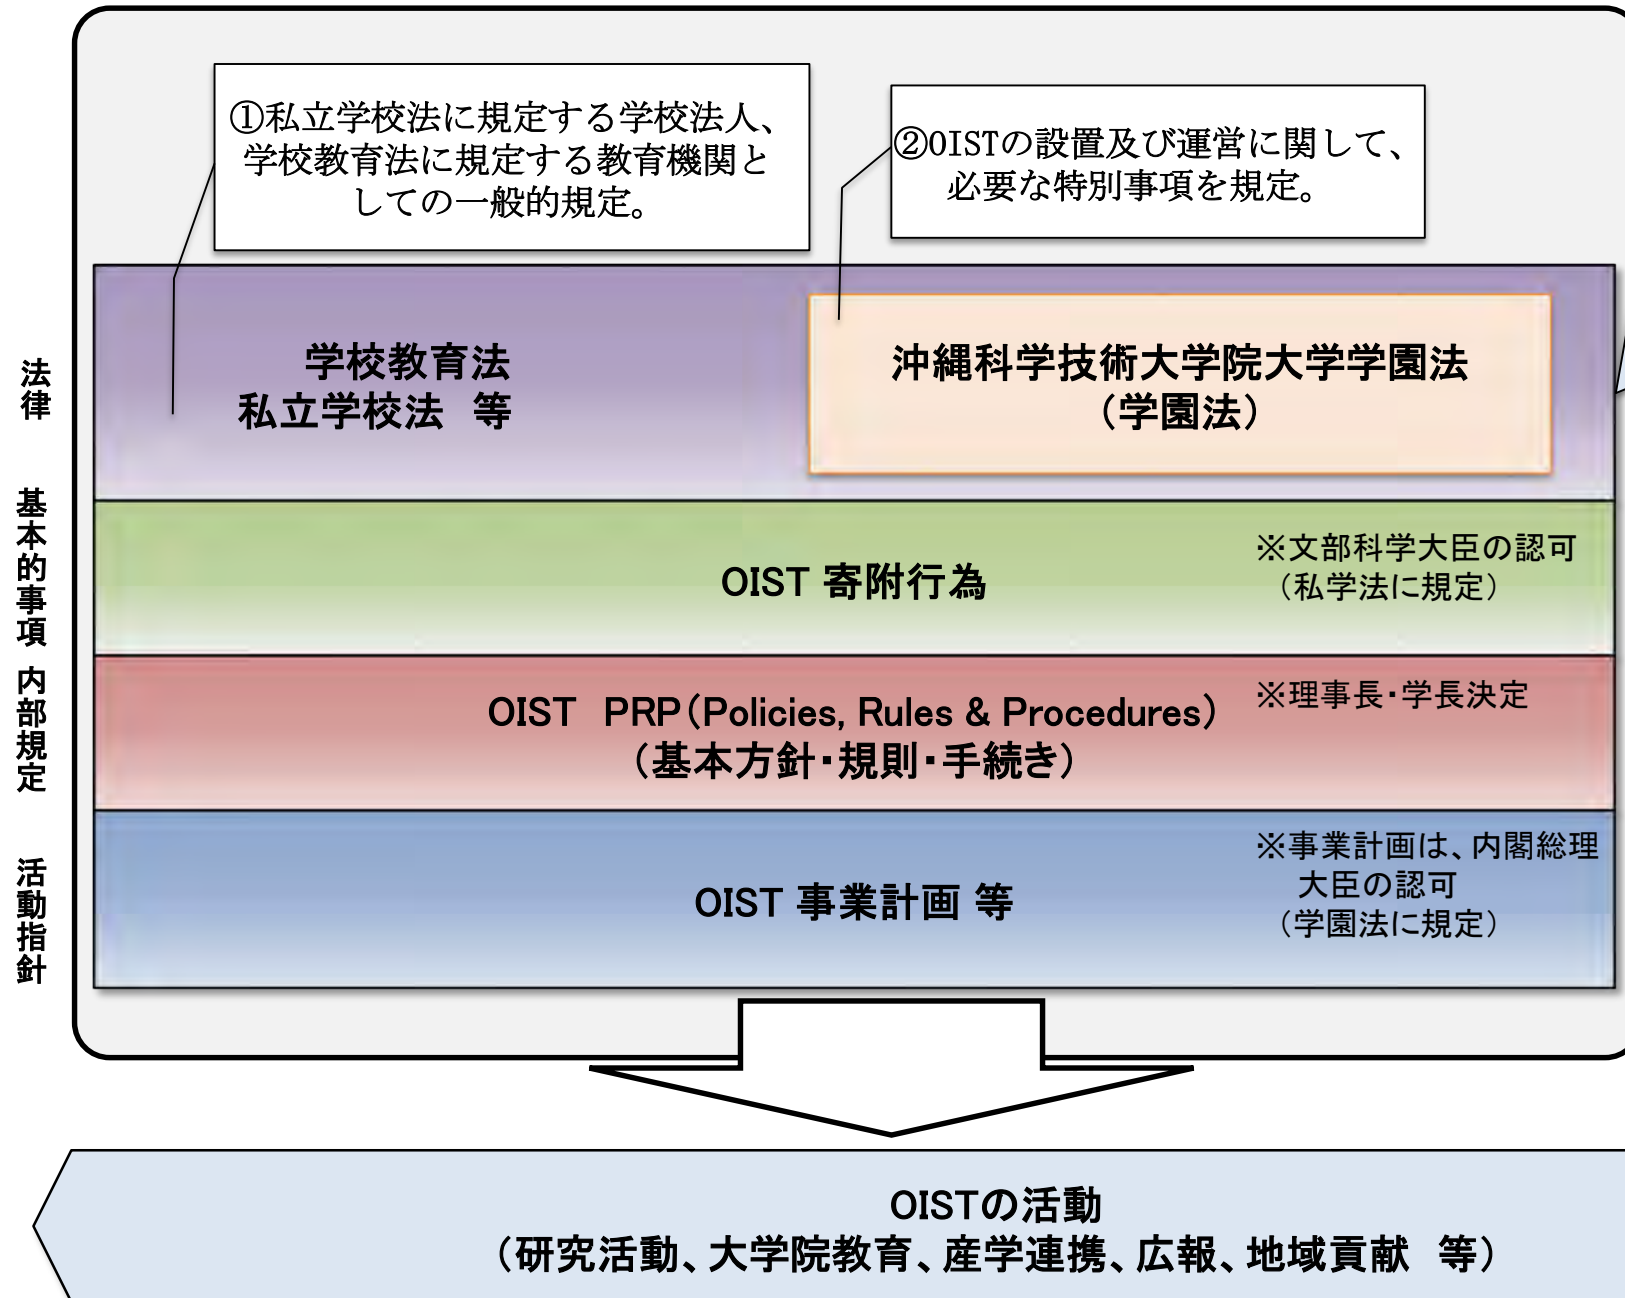 ①私立学校法に規定する学校法人、
学校教育法に規定する教育機関と
しての一般的規定。
②OISTの設置及び運営に関して、
必要な特別事項を規定。
法律
学校教育法
私立学校法　等
沖縄科学技術大学院大学学園法
（学園法）
基本的事項
OIST 寄附行為
※文部科学大臣の認可
（私学法に規定）
内部規定
OIST　PRP（Policies, Rules & Procedures）
（基本方針・規則・手続き）
※理事長・学長決定
活動指針
OIST 事業計画 等
※事業計画は、内閣総理
大臣の認可
（学園法に規定）
OISTの活動
（研究活動、大学院教育、産学連携、広報、地域貢献　等）